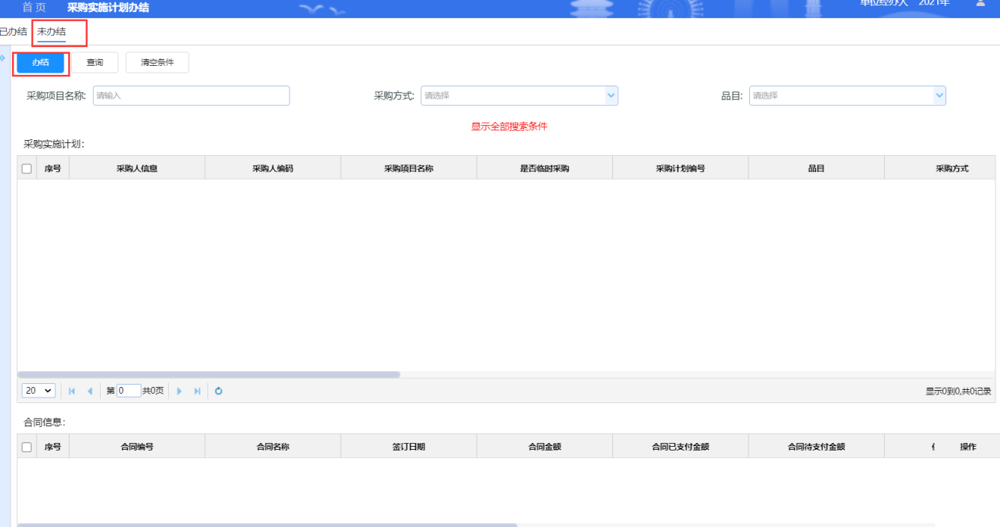 首页 采购实施计划办结 单位经办人 2021年
已办结 未办结
办结 查询 清空条件
采购项目名称: 请输入 采购方式: 请选择 品目: 请选择
显示全部搜索条件
采购实施计划:
序号 采购人信息 采购人编码 采购项目名称 是否临时采购 采购计划编号 品目 采购方式
20 第 0 共0页 显示0到0,共0记录
合同信息:
序号 合同编号 合同名称 签订日期 合同金额 合同已支付金额 合同待支付金额 操作